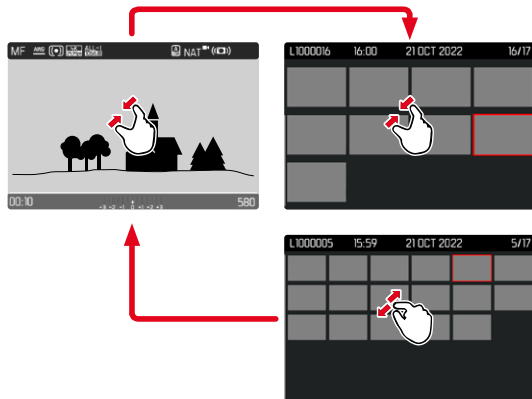 MF AWB NAT
L1000016 16:00 21 OCT 2022 16/17
00:10 -3 -2 -1 0 +1 +2 +3 580
L1000005 15:59 21 OCT 2022 5/17